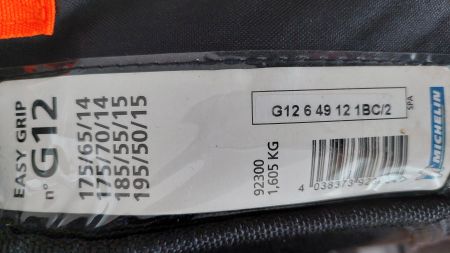 EASY GRIP
n° G12
175/65/14
175/70/14
185/55/15
195/50/15
G12 6 49 12 1BC/2
SPA
92300
1,605 KG
MICHELIN